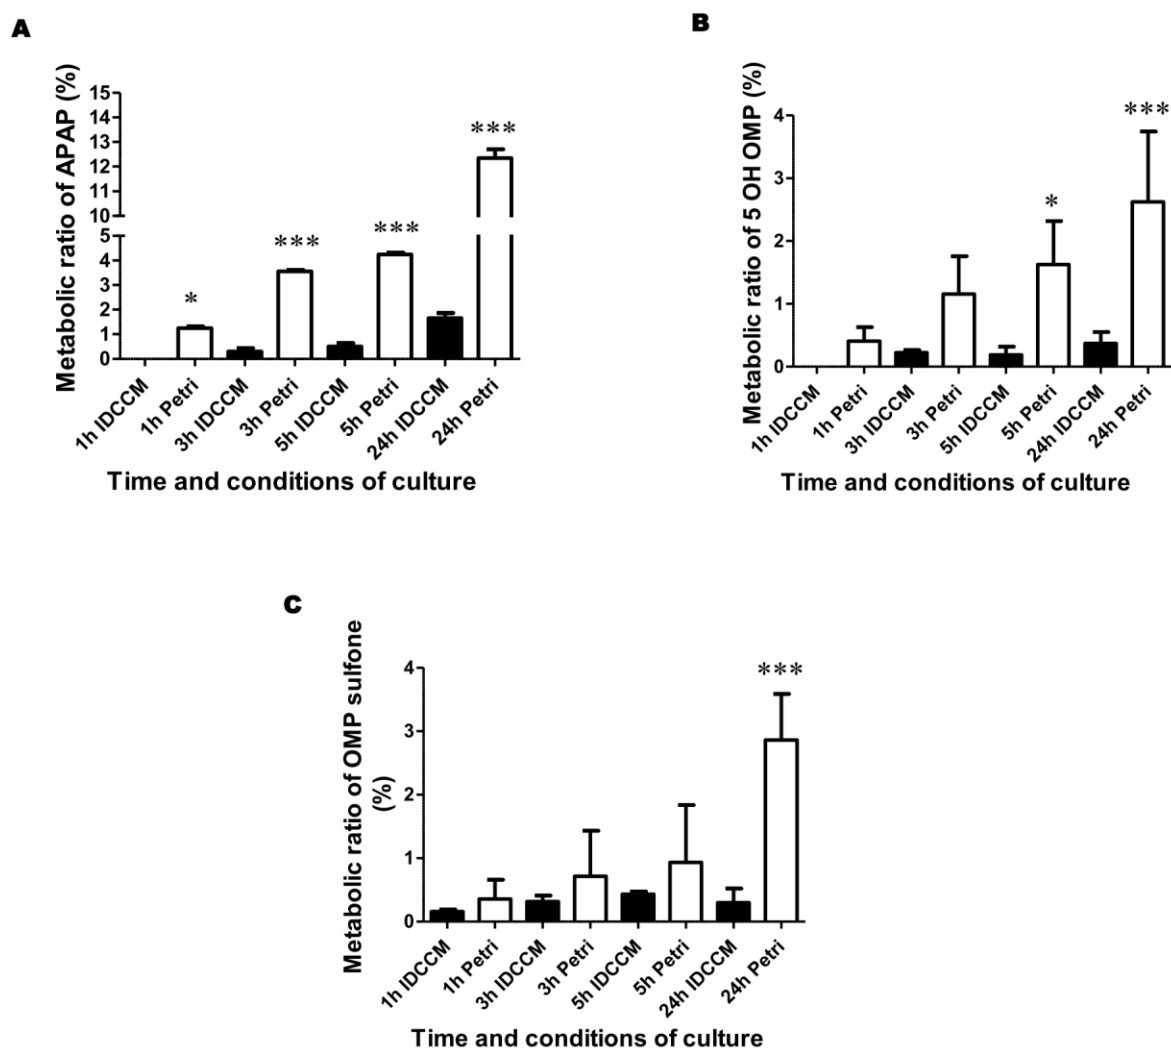 A
Metabolic ratio of APAP (%)
15
14
13
12
11
10
5
4
3
2
1
0
*
***
***
***
1h IDCCM
1h Petri
3h IDCCM
3h Petri
5h IDCCM
5h Petri
24h IDCCM
24h Petri
Time and conditions of culture
B
Metabolic ratio of 5 OH OMP (%)
4
3
2
1
0
*
***
1h IDCCM
1h Petri
3h IDCCM
3h Petri
5h IDCCM
5h Petri
24h IDCCM
24h Petri
Time and conditions of culture
C
Metabolic ratio of OMP sulfone
(%)
4
3
2
1
0
***
1h IDCCM
1h Petri
3h IDCCM
3h Petri
5h IDCCM
5h Petri
24h IDCCM
24h Petri
Time and conditions of culture